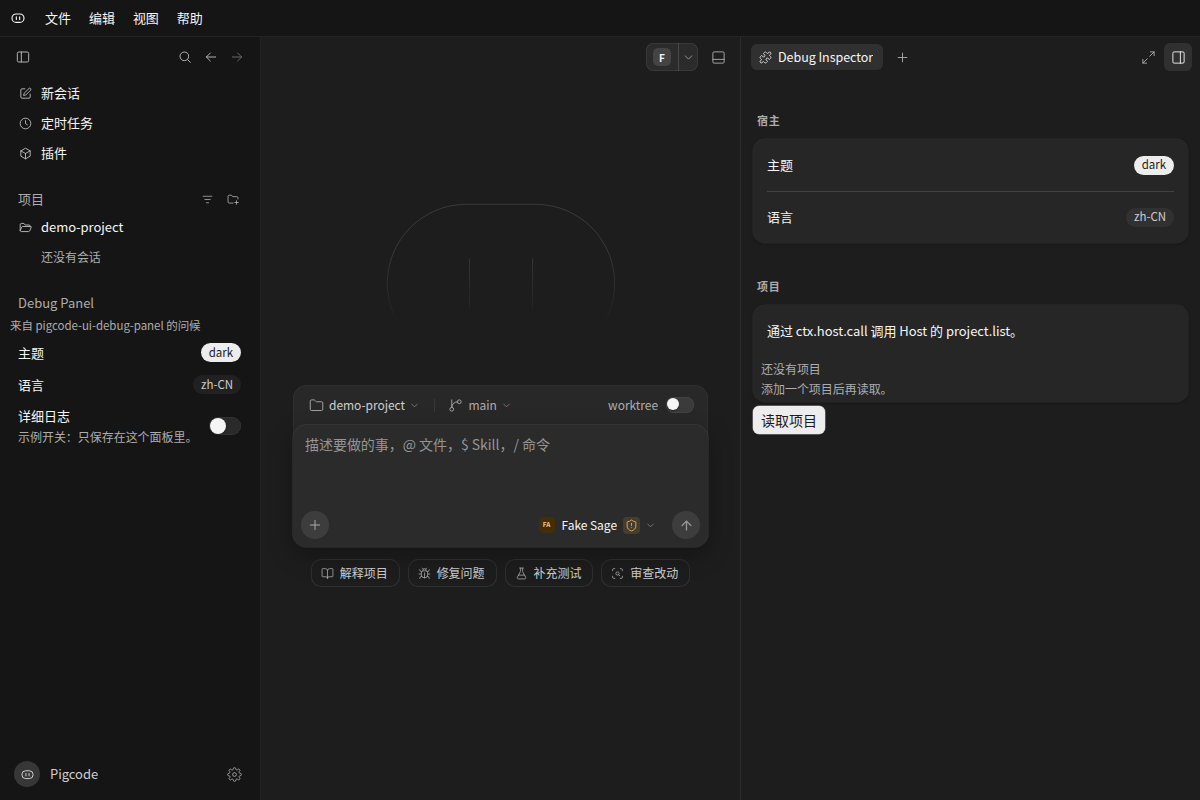 文件 编辑 视图 帮助
新会话
定时任务
插件
项目
demo-project
还没有会话
Debug Panel
来自 pigcode-ui-debug-panel 的问候
主题 dark
语言 zh-CN
详细日志
示例开关：只保存在这个面板里。
Pigcode
F
demo-project main worktree
描述要做的事，@ 文件，$ Skill，/ 命令
FA Fake Sage
解释项目 修复问题 补充测试 审查改动
Debug Inspector
宿主
主题 dark
语言 zh-CN
项目
通过 ctx.host.call 调用 Host 的 project.list。
还没有项目
添加一个项目后再读取。
读取项目